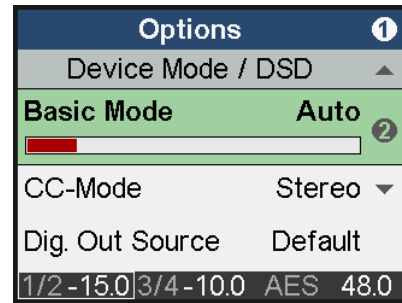 Options 1
Device Mode / DSD
Basic Mode Auto
2
CC-Mode Stereo
Dig. Out Source Default
1/2 -15.0 3/4 -10.0 AES 48.0